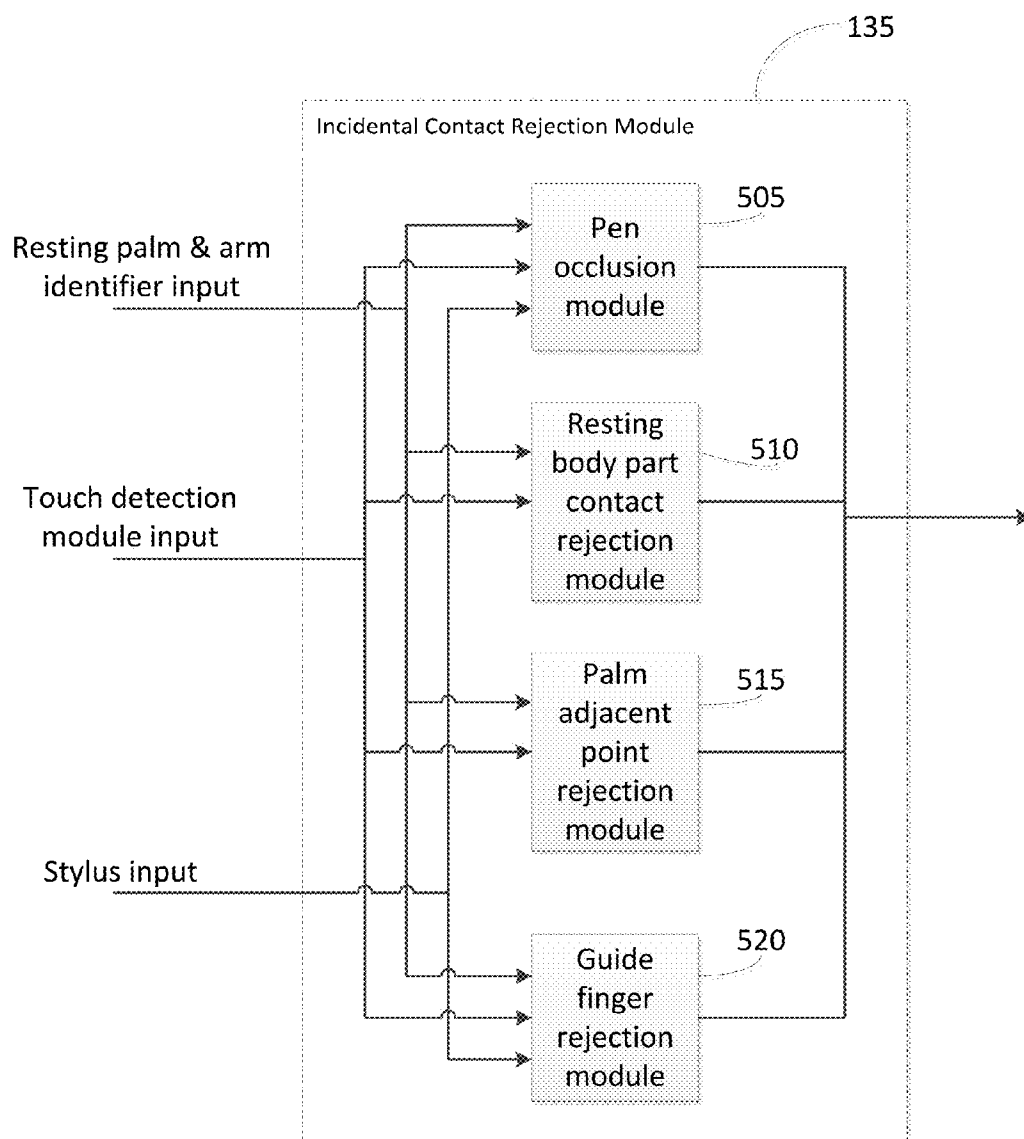 135
Incidental Contact Rejection Module
505
Pen
occlusion
module
Resting palm & arm
identifier input
Resting
body part
contact
rejection
module
510
Touch detection
module input
Palm
adjacent
point
rejection
module
515
Stylus input
Guide
finger
rejection
module
520